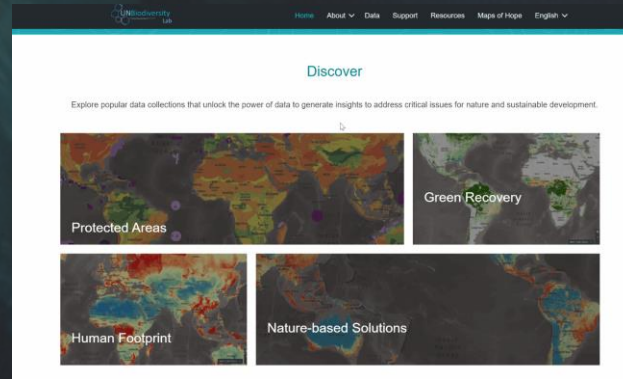 UNBiodiversity
Lab
Home About Data Support Resources Maps of Hope English
Discover
Explore popular data collections that unlock the power of data to generate insights to address critical issues for nature and sustainable development.
Protected Areas
Green Recovery
Human Footprint
Nature-based Solutions